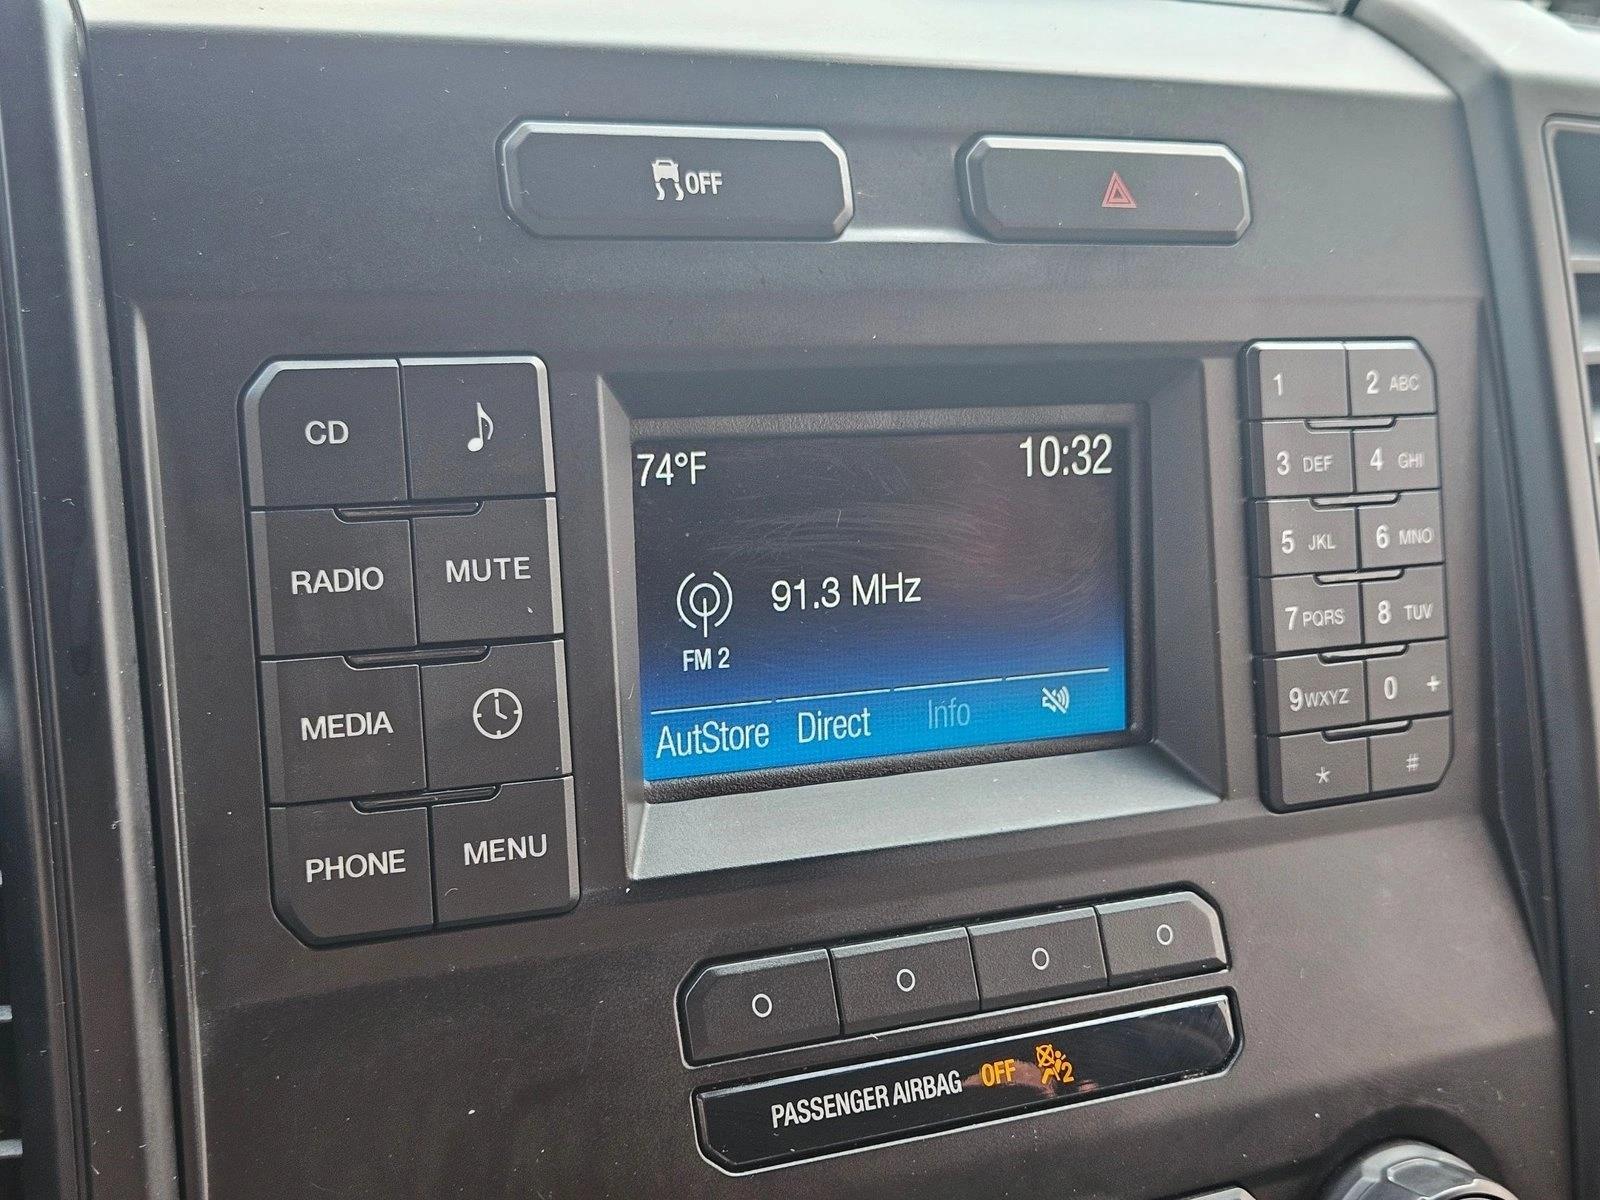 OFF
CD
RADIO MUTE
MEDIA
PHONE MENU
74°F 10:32
91.3 MHz
FM 2
AutStore Direct Info
1 2 ABC
3 DEF 4 GHI
5 JKL 6 MNO
7 PQRS 8 TUV
9 WXYZ 0 +
* #
PASSENGER AIRBAG OFF 2